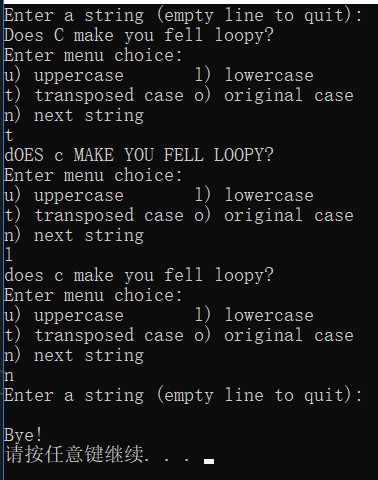 Enter a string (empty line to quit):
Does C make you fell loopy?
Enter menu choice:
u) uppercase       l) lowercase
t) transposed case o) original case
n) next string
t
dOES c MAKE YOU FELL LOOPY?
Enter menu choice:
u) uppercase       l) lowercase
t) transposed case o) original case
n) next string
l
does c make you fell loopy?
Enter menu choice:
u) uppercase       l) lowercase
t) transposed case o) original case
n) next string
n
Enter a string (empty line to quit):
Bye!
请按任意键继续. . .